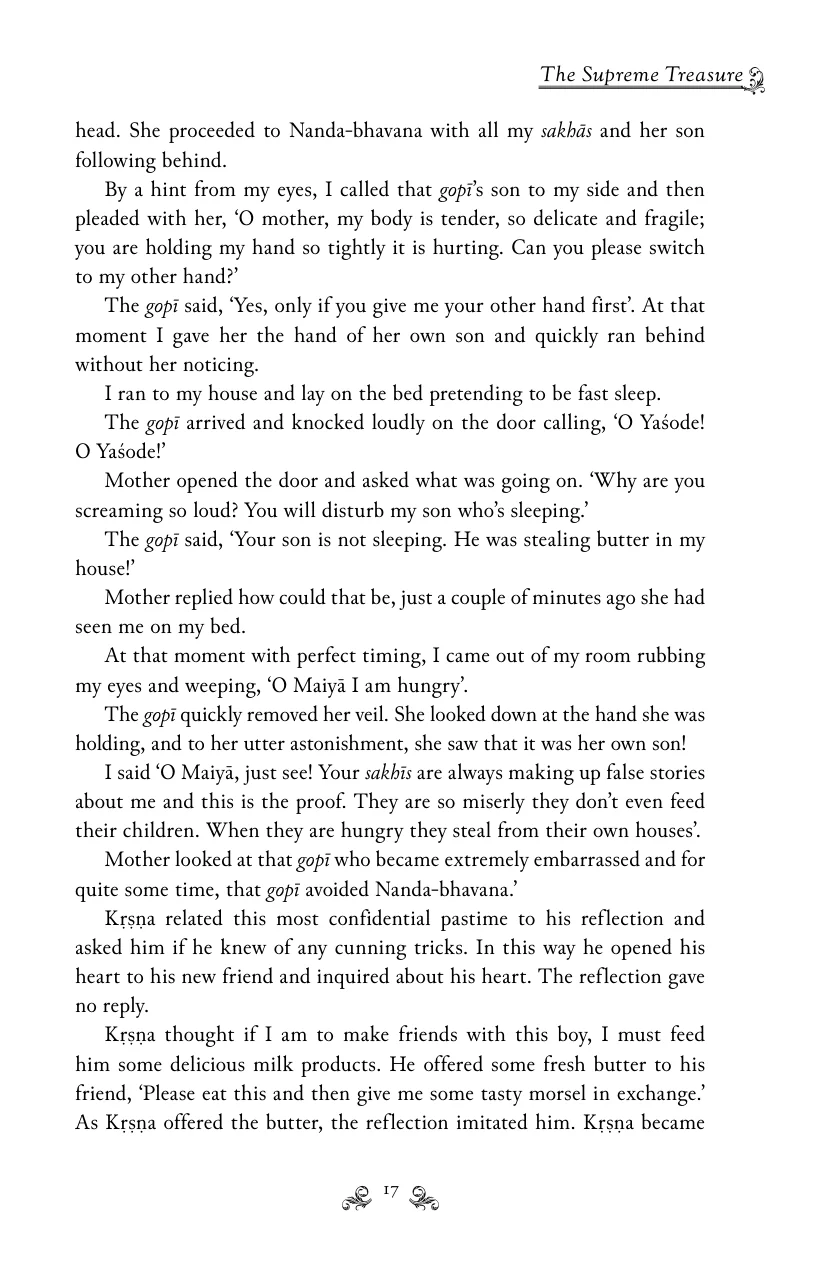 The Supreme Treasure
head. She proceeded to Nanda-bhavana with all my sakhās and her son
following behind.
By a hint from my eyes, I called that gopī’s son to my side and then
pleaded with her, ‘O mother, my body is tender, so delicate and fragile;
you are holding my hand so tightly it is hurting. Can you please switch
to my other hand?’
The gopī said, ‘Yes, only if you give me your other hand first’. At that
moment I gave her the hand of her own son and quickly ran behind
without her noticing.
I ran to my house and lay on the bed pretending to be fast sleep.
The gopī arrived and knocked loudly on the door calling, ‘O Yaśode!
O Yaśode!’
Mother opened the door and asked what was going on. ‘Why are you
screaming so loud? You will disturb my son who’s sleeping.’
The gopī said, ‘Your son is not sleeping. He was stealing butter in my
house!’
Mother replied how could that be, just a couple of minutes ago she had
seen me on my bed.
At that moment with perfect timing, I came out of my room rubbing
my eyes and weeping, ‘O Maiyā I am hungry’.
The gopī quickly removed her veil. She looked down at the hand she was
holding, and to her utter astonishment, she saw that it was her own son!
I said ‘O Maiyā, just see! Your sakhīs are always making up false stories
about me and this is the proof. They are so miserly they don’t even feed
their children. When they are hungry they steal from their own houses’.
Mother looked at that gopī who became extremely embarrassed and for
quite some time, that gopī avoided Nanda-bhavana.’
Kṛṣṇa related this most confidential pastime to his reflection and
asked him if he knew of any cunning tricks. In this way he opened his
heart to his new friend and inquired about his heart. The reflection gave
no reply.
Kṛṣṇa thought if I am to make friends with this boy, I must feed
him some delicious milk products. He offered some fresh butter to his
friend, ‘Please eat this and then give me some tasty morsel in exchange.’
As Kṛṣṇa offered the butter, the reflection imitated him. Kṛṣṇa became
17